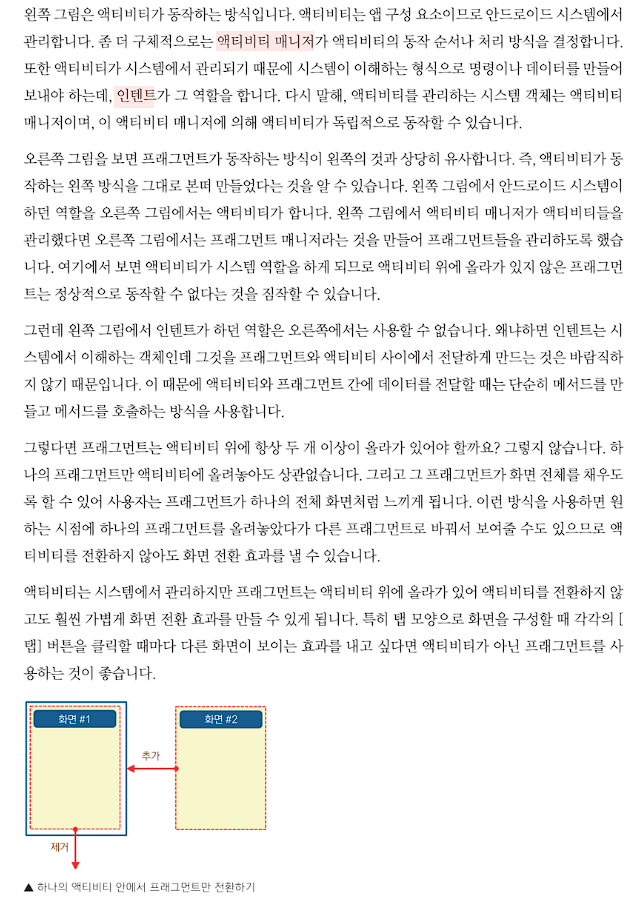 왼쪽 그림은 액티비티가 동작하는 방식입니다. 액티비티는 앱 구성 요소이므로 안드로이드 시스템에서
관리합니다. 좀 더 구체적으로는 액티비티 매니저가 액티비티의 동작 순서나 처리 방식을 결정합니다.
또한 액티비티가 시스템에서 관리되기 때문에 시스템이 이해하는 형식으로 명령이나 데이터를 만들어
보내야 하는데, 인텐트가 그 역할을 합니다. 다시 말해, 액티비티를 관리하는 시스템 객체는 액티비티
매니저이며, 이 액티비티 매니저에 의해 액티비티가 독립적으로 동작할 수 있습니다.
오른쪽 그림을 보면 프래그먼트가 동작하는 방식이 왼쪽의 것과 상당히 유사합니다. 즉, 액티비티가 동
작하는 왼쪽 방식을 그대로 본떠 만들었다는 것을 알 수 있습니다. 왼쪽 그림에서 안드로이드 시스템이
하던 역할을 오른쪽 그림에서는 액티비티가 합니다. 왼쪽 그림에서 액티비티 매니저가 액티비티들을
관리했다면 오른쪽 그림에서는 프래그먼트 매니저라는 것을 만들어 프래그먼트들을 관리하도록 했습
니다. 여기에서 보면 액티비티가 시스템 역할을 하게 되므로 액티비티 위에 올라가 있지 않은 프래그먼
트는 정상적으로 동작할 수 없다는 것을 짐작할 수 있습니다.
그런데 왼쪽 그림에서 인텐트가 하던 역할은 오른쪽에서는 사용할 수 없습니다. 왜냐하면 인텐트는 시
스템에서 이해하는 객체인데 그것을 프래그먼트와 액티비티 사이에서 전달하게 만드는 것은 바람직하
지 않기 때문입니다. 이 때문에 액티비티와 프래그먼트 간에 데이터를 전달할 때는 단순히 메서드를 만
들고 메서드를 호출하는 방식을 사용합니다.
그렇다면 프래그먼트는 액티비티 위에 항상 두 개 이상이 올라가 있어야 할까요? 그렇지 않습니다. 하
나의 프래그먼트만 액티비티에 올려놓아도 상관없습니다. 그리고 그 프래그먼트가 화면 전체를 채우도
록 할 수 있어 사용자는 프래그먼트가 하나의 전체 화면처럼 느끼게 됩니다. 이런 방식을 사용하면 원
하는 시점에 하나의 프래그먼트를 올려놓았다가 다른 프래그먼트로 바꿔서 보여줄 수도 있으므로 액
티비티를 전환하지 않아도 화면 전환 효과를 낼 수 있습니다.
액티비티는 시스템에서 관리하지만 프래그먼트는 액티비티 위에 올라가 있어 액티비티를 전환하지 않
고도 훨씬 가볍게 화면 전환 효과를 만들 수 있게 됩니다. 특히 탭 모양으로 화면을 구성할 때 각각의 [
탭] 버튼을 클릭할 때마다 다른 화면이 보이는 효과를 내고 싶다면 액티비티가 아닌 프래그먼트를 사
용하는 것이 좋습니다.
화면 #1
화면 #2
추가
제거
▲ 하나의 액티비티 안에서 프래그먼트만 전환하기